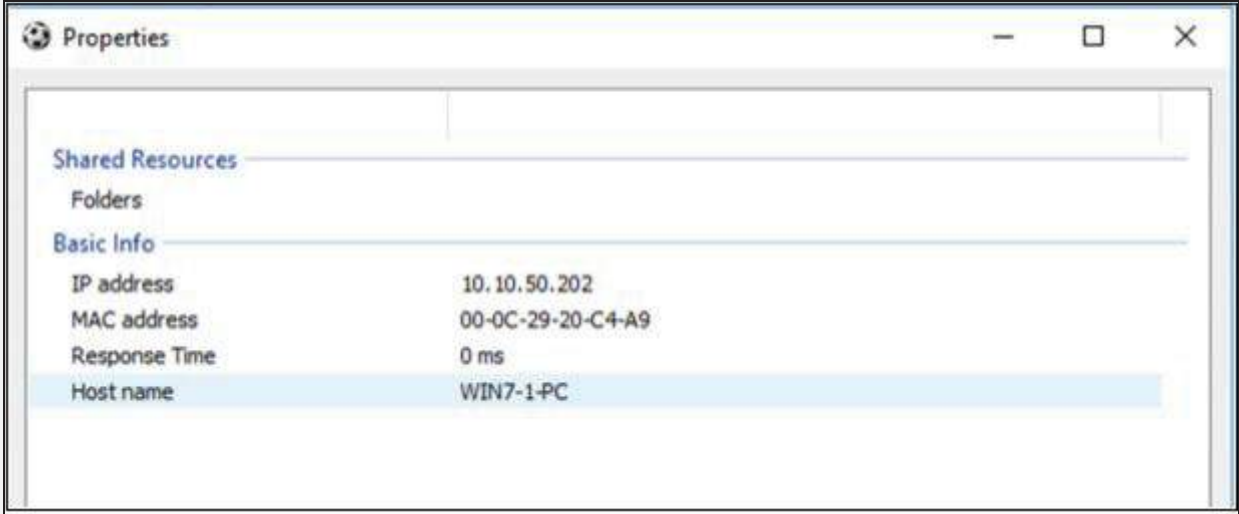 Properties
Shared Resources
Folders
Basic Info
IP address 10.10.50.202
MAC address 00-0C-29-20-C4-A9
Response Time 0 ms
Host name WIN7-1-PC